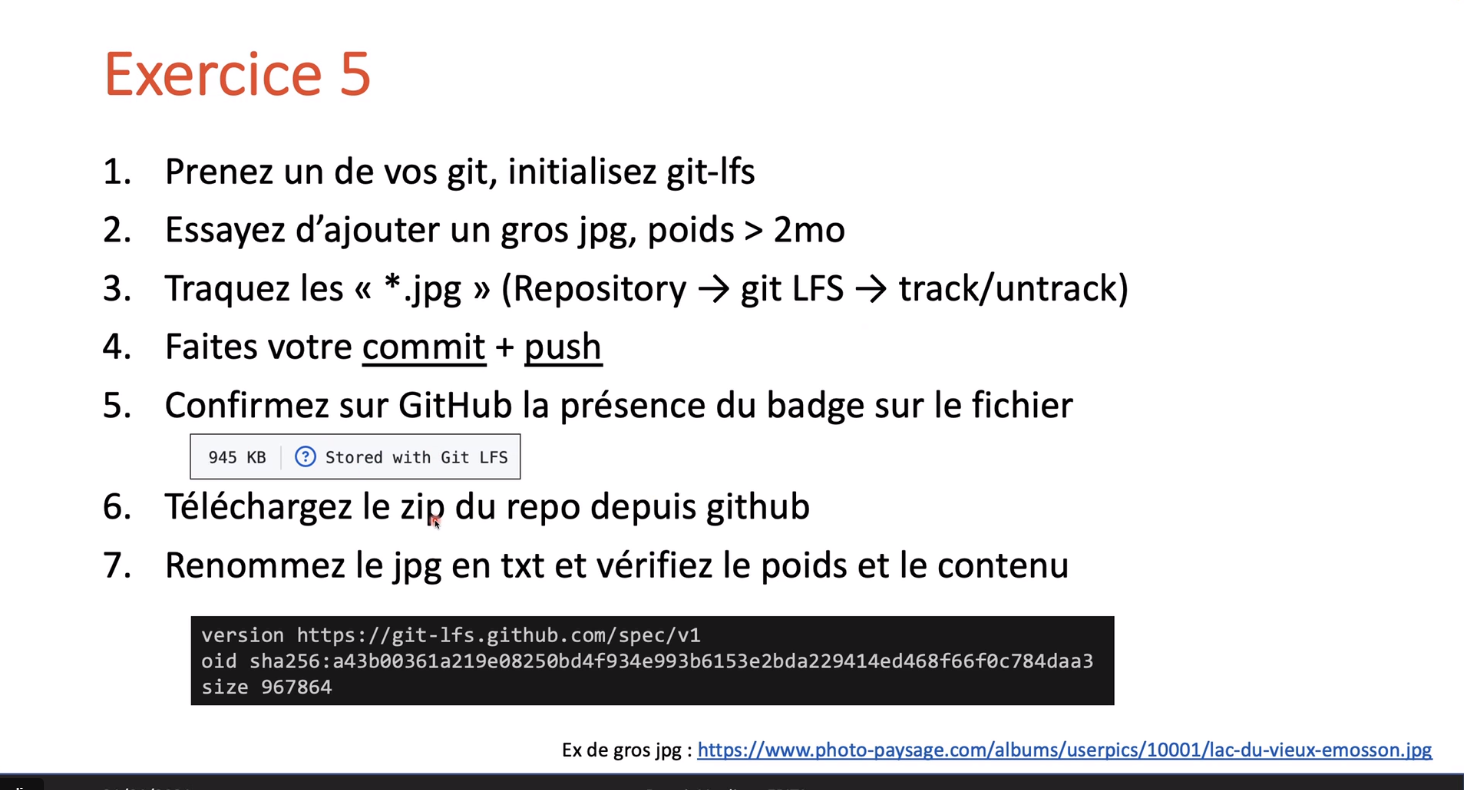 Exercice 5
1. Prenez un de vos git, initialisez git-lfs
2. Essayez d’ajouter un gros jpg, poids > 2mo
3. Traquez les « *.jpg » (Repository → git LFS → track/untrack)
4. Faites votre commit + push
5. Confirmez sur GitHub la présence du badge sur le fichier
945 KB ? Stored with Git LFS
6. Téléchargez le zip du repo depuis github
7. Renommez le jpg en txt et vérifiez le poids et le contenu
version https://git-lfs.github.com/spec/v1
oid sha256:a43b00361a219e08250bd4f934e993b6153e2bda229414ed468f66f0c784daa3
size 967864
Ex de gros jpg : https://www.photo-paysage.com/albums/userpics/10001/lac-du-vieux-emosson.jpg